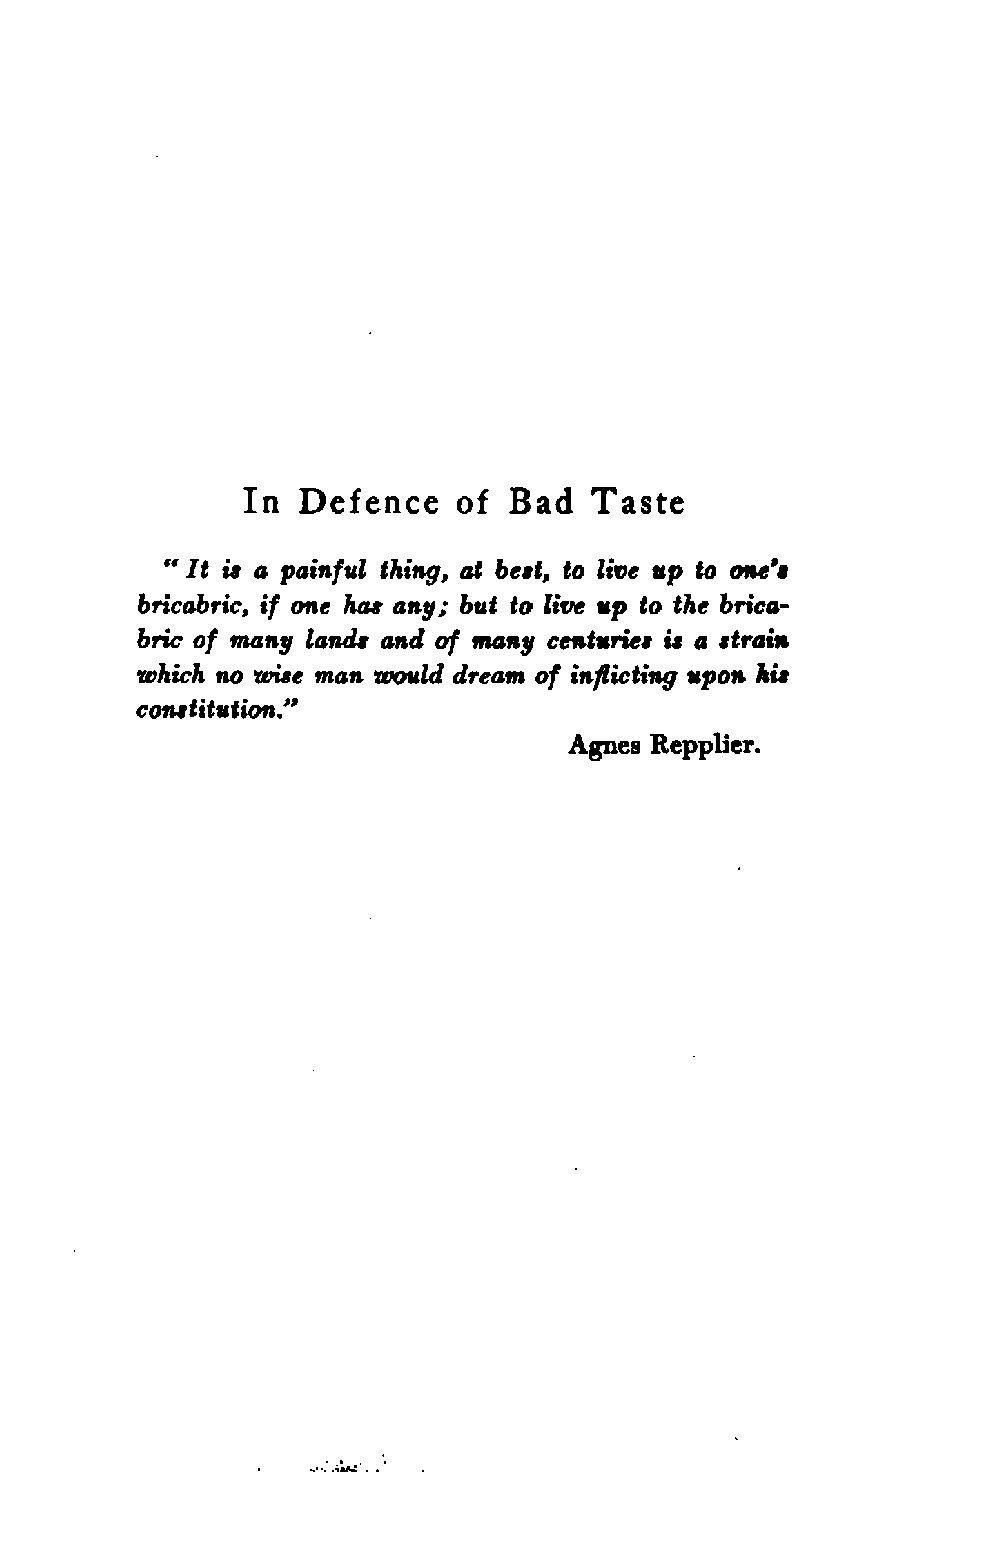 In Defence of Bad Taste
“It is a painful thing, at best, to live up to one's
bricabric, if one has any; but to live up to the brica-
bric of many lands and of many centuries is a strain
which no wise man would dream of inflicting upon his
constitution.”
Agnes Repplier.